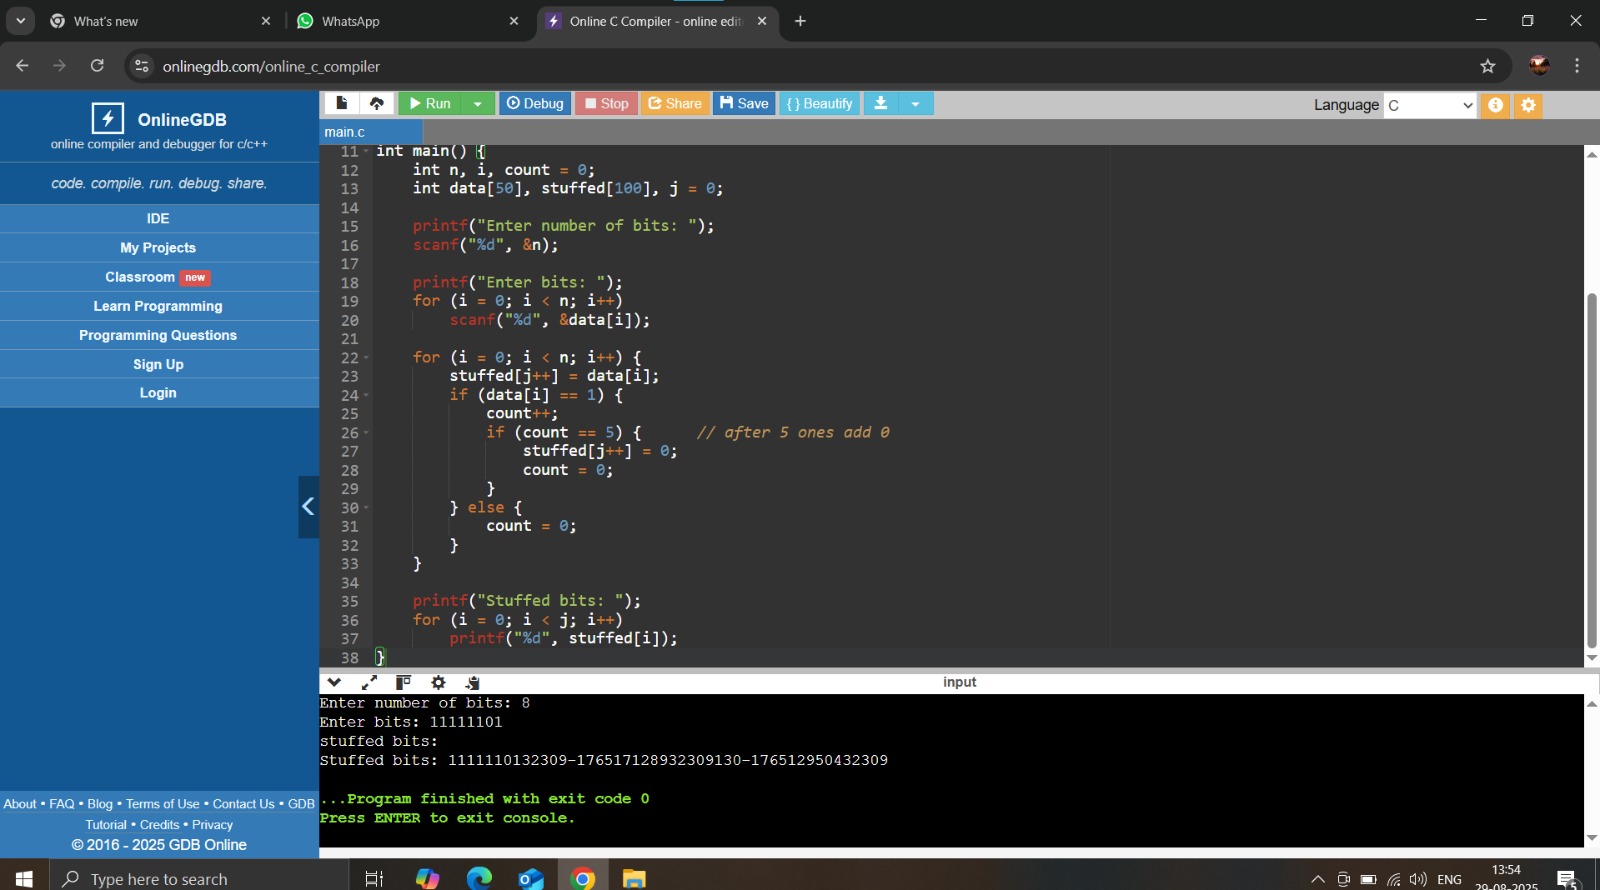 What's new
WhatsApp
Online C Compiler - online edit
onlinegdb.com/online_c_compiler
OnlineGDB
online compiler and debugger for c/c++
code. compile. run. debug. share.
IDE
My Projects
Classroom new
Learn Programming
Programming Questions
Sign Up
Login
About • FAQ • Blog • Terms of Use • Contact Us • GDB
Tutorial • Credits • Privacy
© 2016 - 2025 GDB Online
Run Debug Stop Share Save { } Beautify Language C
main.c
11 int main() {
12 int n, i, count = 0;
13 int data[50], stuffed[100], j = 0;
14
15 printf("Enter number of bits: ");
16 scanf("%d", &n);
17
18 printf("Enter bits: ");
19 for (i = 0; i < n; i++)
20 scanf("%d", &data[i]);
21
22 for (i = 0; i < n; i++) {
23 stuffed[j++] = data[i];
24 if (data[i] == 1) {
25 count++;
26 if (count == 5) { // after 5 ones add 0
27 stuffed[j++] = 0;
28 count = 0;
29 }
30 } else {
31 count = 0;
32 }
33 }
34
35 printf("Stuffed bits: ");
36 for (i = 0; i < j; i++)
37 printf("%d", stuffed[i]);
38 }
input
Enter number of bits: 8
Enter bits: 11111101
stuffed bits:
Stuffed bits: 1111110132309-176517128932309130-176512950432309
...Program finished with exit code 0
Press ENTER to exit console.
Type here to search
ENG
13:54
29-08-2025